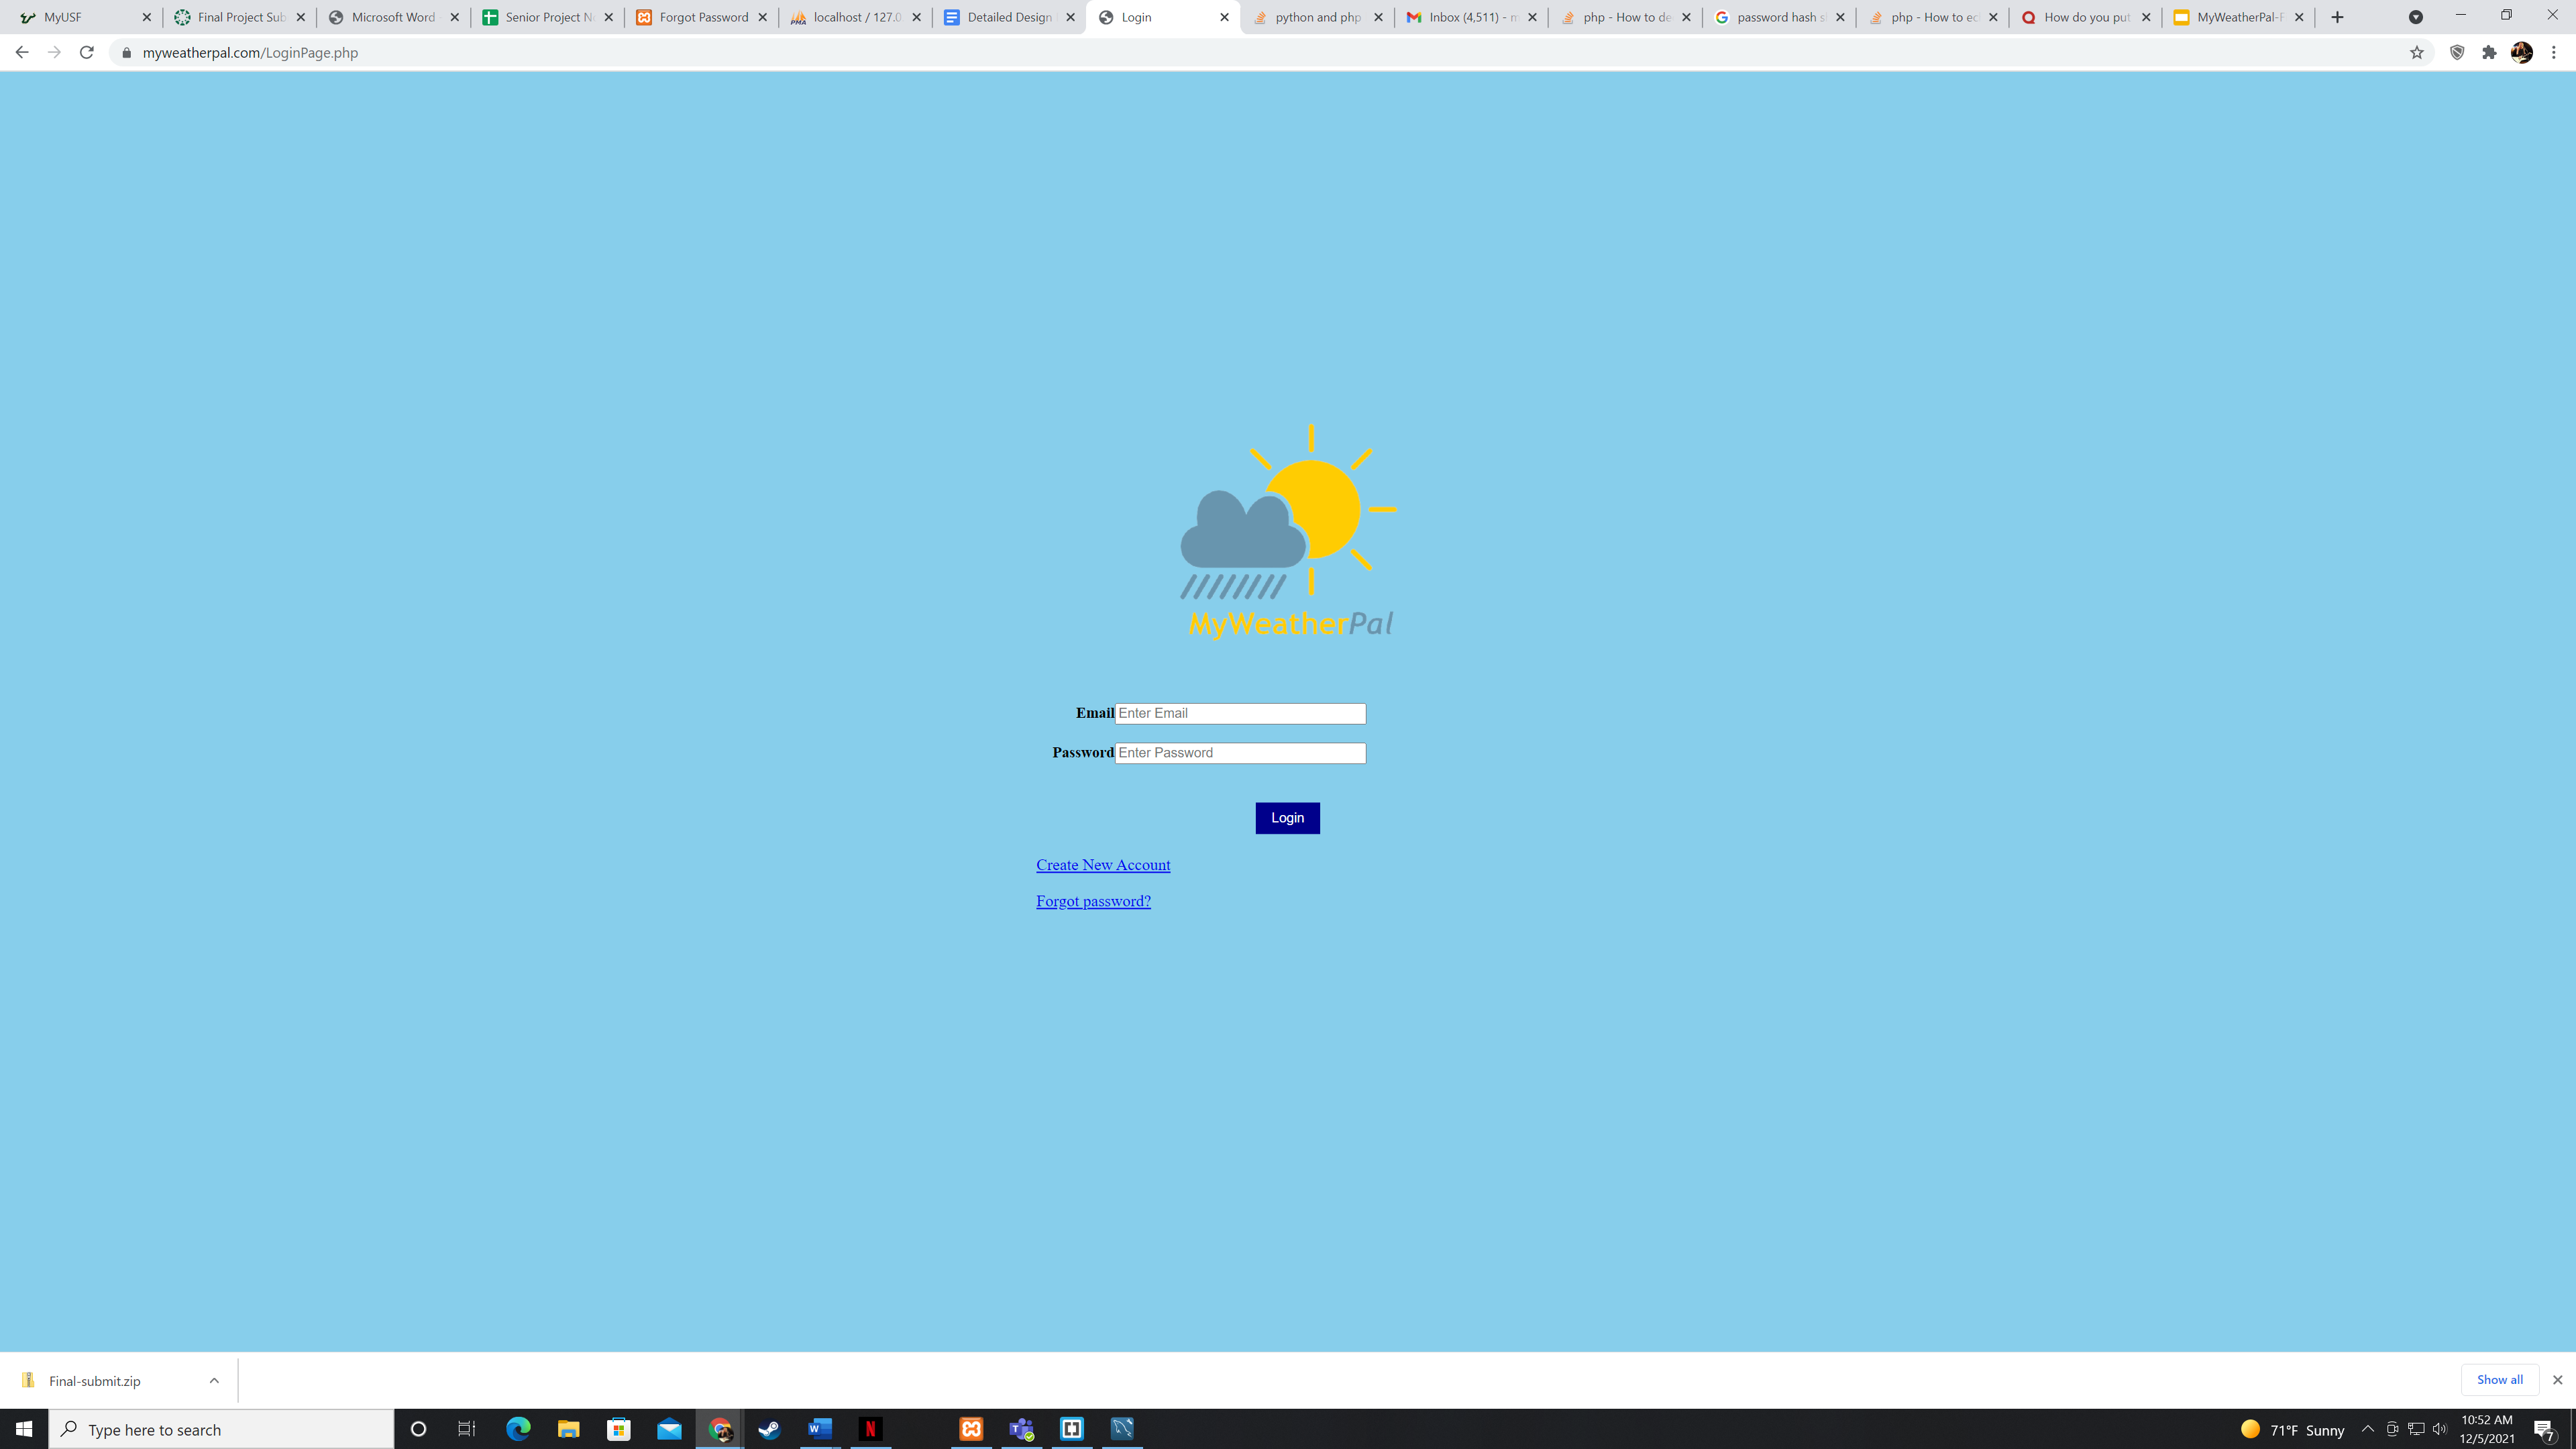 MyUSF
Final Project Sub
Microsoft Word
Senior Project No
Forgot Password
localhost / 127.0
Detailed Design
Login
python and php
Inbox (4,511) - m
php - How to de
password hash s
php - How to ec
How do you put
MyWeatherPal-F
myweatherpal.com/LoginPage.php
MyWeatherPal
Email Enter Email
Password Enter Password
Login
Create New Account
Forgot password?
Final-submit.zip
Show all
Type here to search
71°F Sunny
10:52 AM
12/5/2021
7